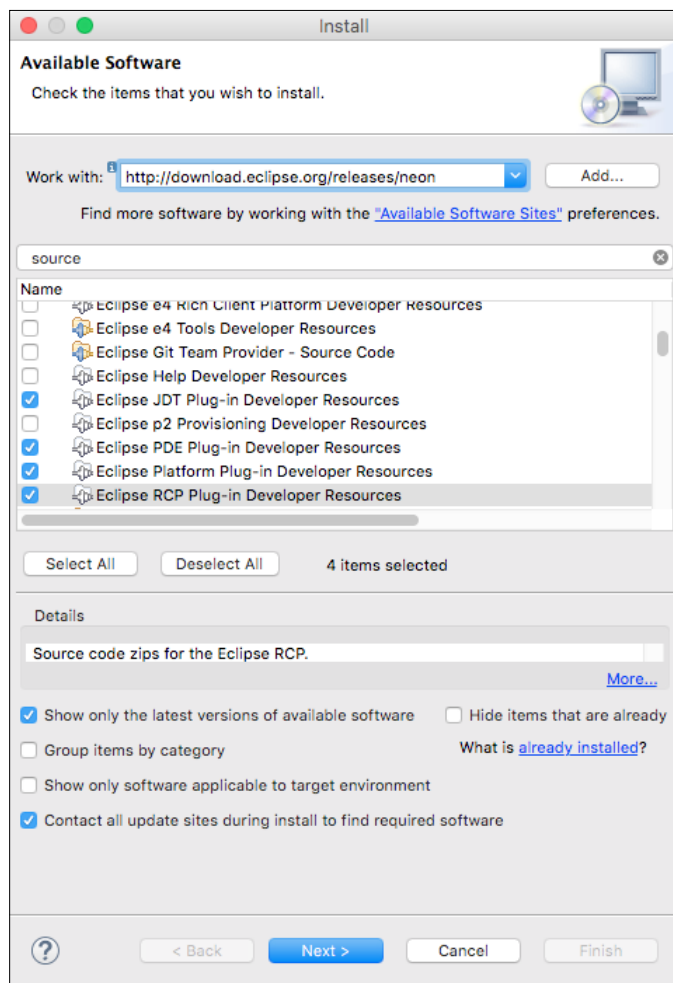 Install
Available Software
Check the items that you wish to install.
Work with: http://download.eclipse.org/releases/neon Add...
Find more software by working with the "Available Software Sites" preferences.
source
Name
Eclipse e4 Rich Client Platform Developer Resources
Eclipse e4 Tools Developer Resources
Eclipse Git Team Provider - Source Code
Eclipse Help Developer Resources
Eclipse JDT Plug-in Developer Resources
Eclipse p2 Provisioning Developer Resources
Eclipse PDE Plug-in Developer Resources
Eclipse Platform Plug-in Developer Resources
Eclipse RCP Plug-in Developer Resources
Select All Deselect All 4 items selected
Details
Source code zips for the Eclipse RCP.
More...
Show only the latest versions of available software Hide items that are already
Group items by category What is already installed?
Show only software applicable to target environment
Contact all update sites during install to find required software
? < Back Next > Cancel Finish